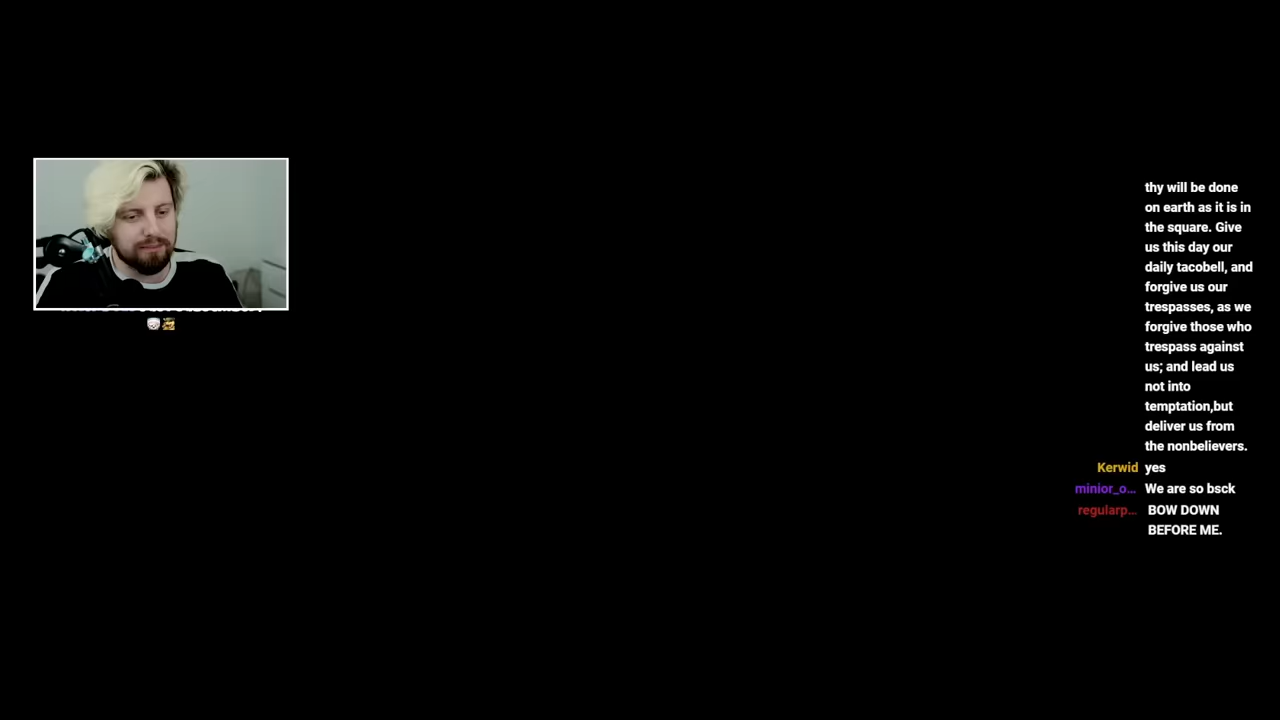 thy will be done
on earth as it is in
the square. Give
us this day our
daily tacobell, and
forgive us our
trespasses, as we
forgive those who
trespass against
us; and lead us
not into
temptation,but
deliver us from
the nonbelievers.
Kerwid yes
minior_o... We are so bsck
regularp... BOW DOWN
BEFORE ME.